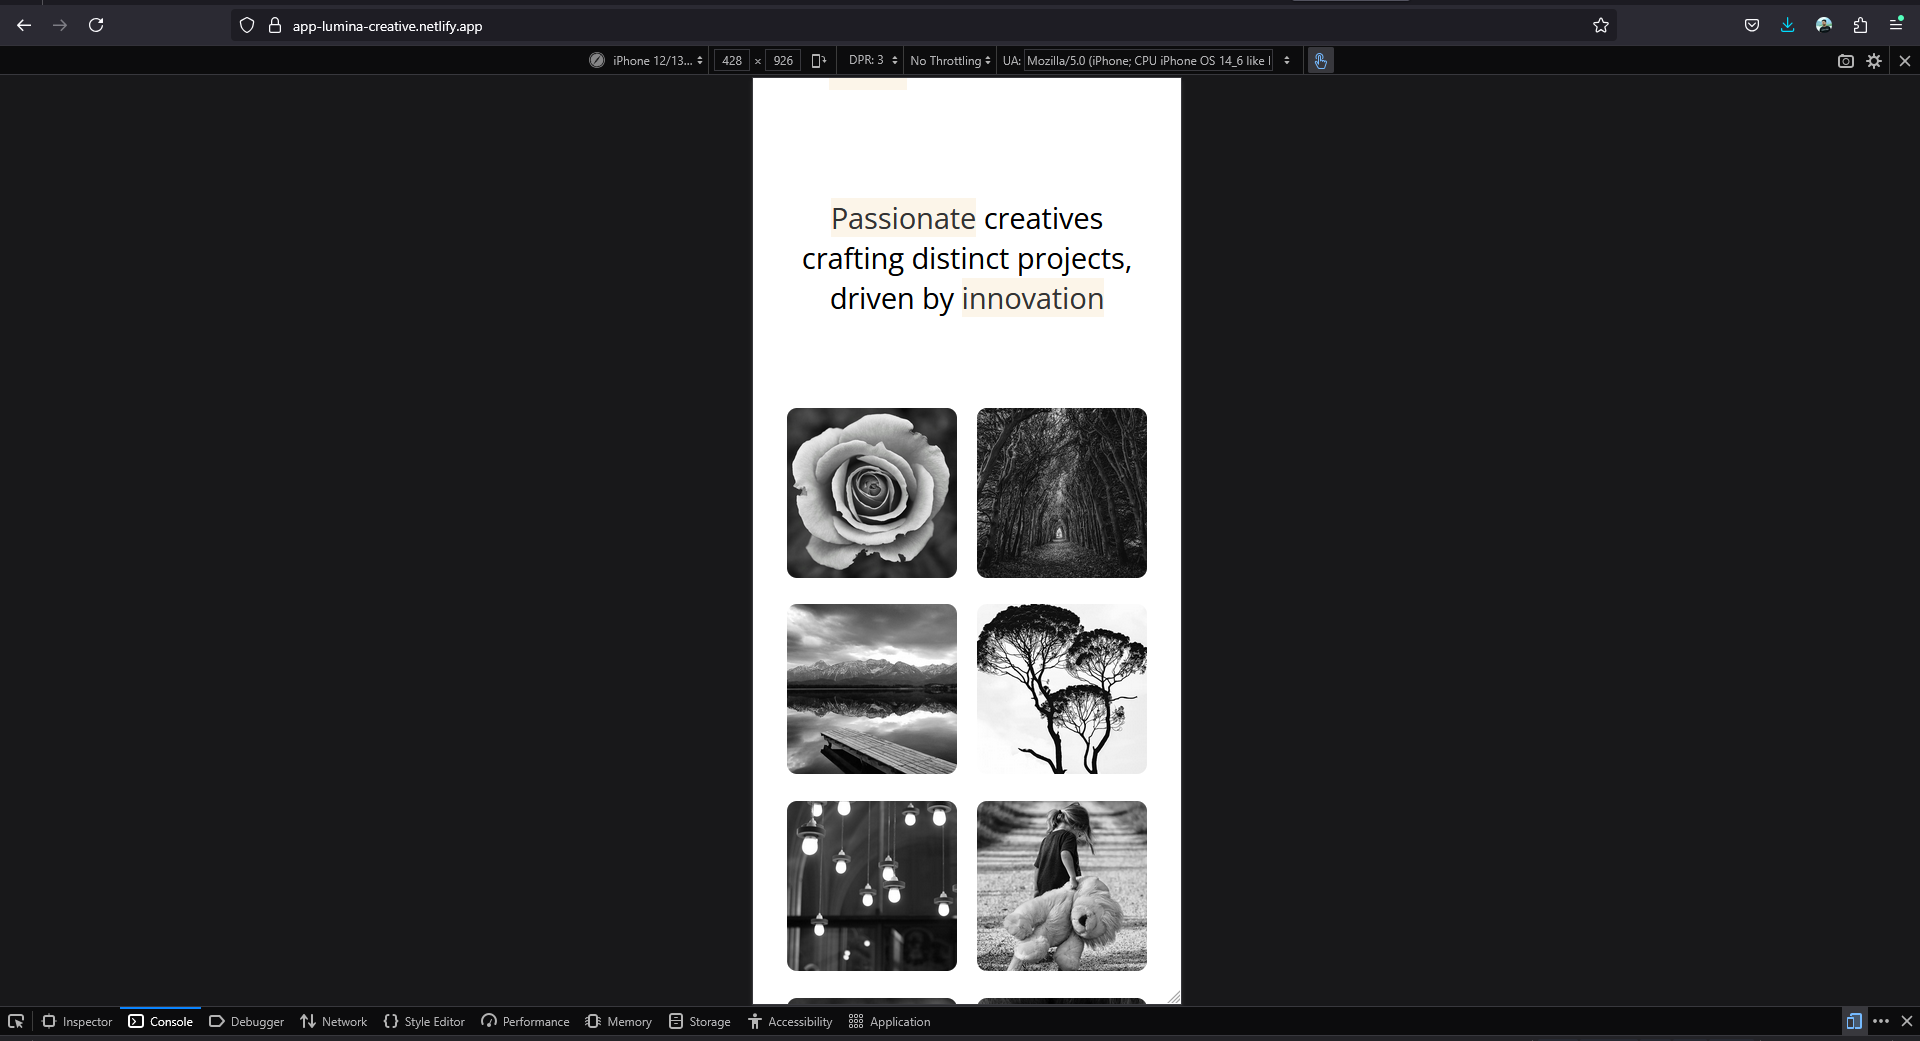 app-lumina-creative.netlify.app
iPhone 12/13...
428 × 926
DPR: 3
No Throttling
UA: Mozilla/5.0 (iPhone; CPU iPhone OS 14_6 like
Passionate creatives
crafting distinct projects,
driven by innovation
Inspector
Console
Debugger
Network
Style Editor
Performance
Memory
Storage
Accessibility
Application